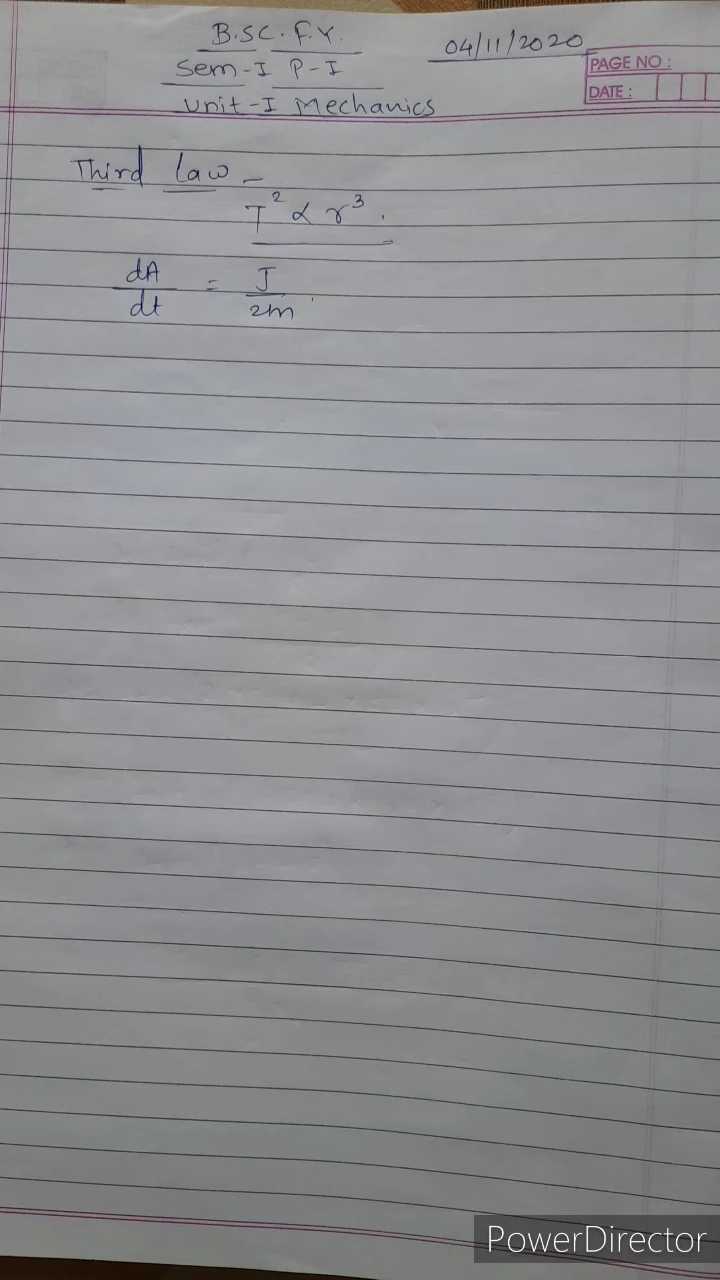 B.SC. F.Y. 04/11/2020
Sem-I P-I
Unit-I Mechanics
PAGE NO :
DATE :
Third law -
T² ∝ r³.
dA/dt = J/2m.
PowerDirector